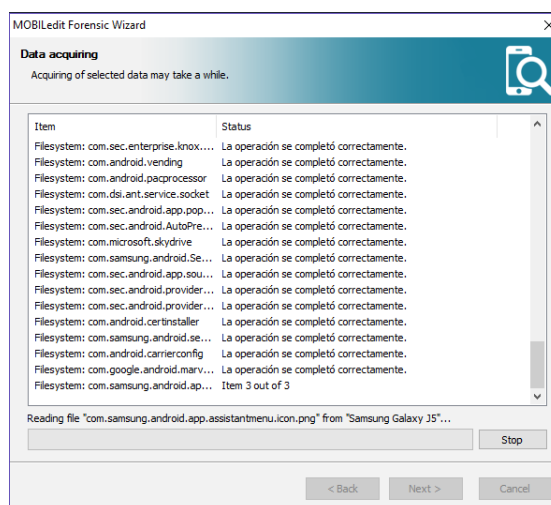 MOBILedit Forensic Wizard
Data acquiring
Acquiring of selected data may take a while.
Item Status
Filesystem: com.sec.enterprise.knox.... La operación se completó correctamente.
Filesystem: com.android.vending La operación se completó correctamente.
Filesystem: com.android.pacprocessor La operación se completó correctamente.
Filesystem: com.dsi.ant.service.socket La operación se completó correctamente.
Filesystem: com.sec.android.app.pop... La operación se completó correctamente.
Filesystem: com.sec.android.AutoPre... La operación se completó correctamente.
Filesystem: com.microsoft.skydrive La operación se completó correctamente.
Filesystem: com.samsung.android.Se... La operación se completó correctamente.
Filesystem: com.sec.android.app.sou... La operación se completó correctamente.
Filesystem: com.sec.android.provider... La operación se completó correctamente.
Filesystem: com.sec.android.provider... La operación se completó correctamente.
Filesystem: com.android.certinstaller La operación se completó correctamente.
Filesystem: com.samsung.android.se... La operación se completó correctamente.
Filesystem: com.android.carrierconfig La operación se completó correctamente.
Filesystem: com.google.android.marv... La operación se completó correctamente.
Filesystem: com.samsung.android.ap... Item 3 out of 3
Reading file "com.samsung.android.app.assistantmenu.icon.png" from "Samsung Galaxy J5"...
Stop
< Back Next > Cancel